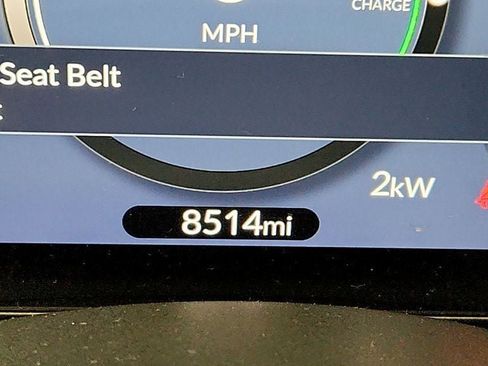 CHARGE
MPH
Seat Belt
2kW
8514mi